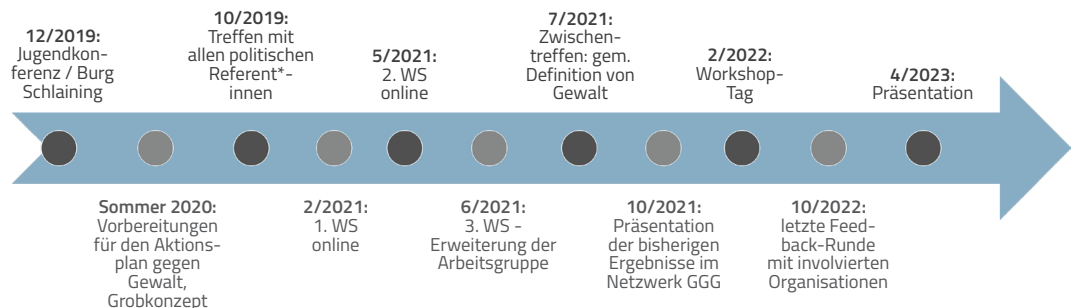 12/2019:
Jugendkon-
ferenz / Burg
Schlaining
Sommer 2020:
Vorbereitungen
für den Aktions-
plan gegen
Gewalt,
Grobkonzept
10/2019:
Treffen mit
allen politischen
Referent*-
innen
2/2021:
1. WS
online
5/2021:
2. WS
online
6/2021:
3. WS -
Erweiterung der
Arbeitsgruppe
7/2021:
Zwischen-
treffen: gem.
Definition von
Gewalt
10/2021:
Präsentation
der bisherigen
Ergebnisse im
Netzwerk GGG
2/2022:
Workshop-
Tag
10/2022:
letzte Feed-
back-Runde
mit involvierten
Organisationen
4/2023:
Präsentation